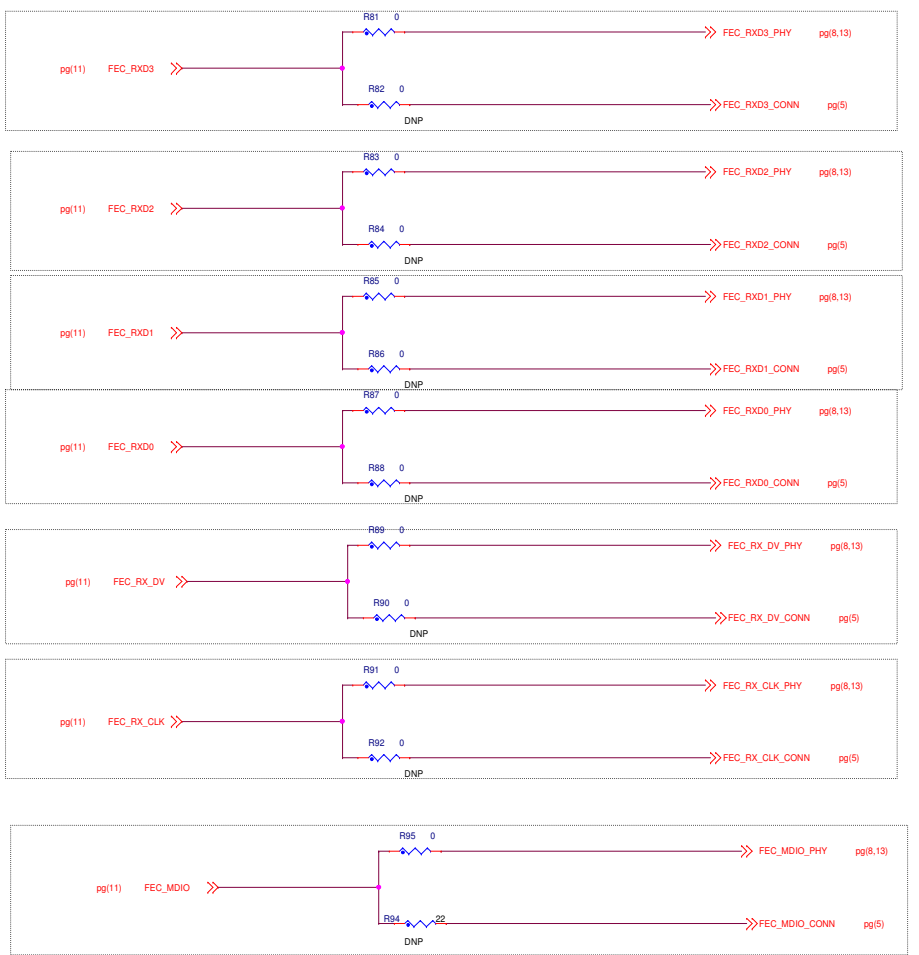 R81 0
FEC_RXD3_PHY pg(8,13)
pg(11) FEC_RXD3
R82 0
FEC_RXD3_CONN pg(5)
DNP
R83 0
FEC_RXD2_PHY pg(8,13)
pg(11) FEC_RXD2
R84 0
FEC_RXD2_CONN pg(5)
DNP
R85 0
FEC_RXD1_PHY pg(8,13)
pg(11) FEC_RXD1
R86 0
FEC_RXD1_CONN pg(5)
DNP
R87 0
FEC_RXD0_PHY pg(8,13)
pg(11) FEC_RXD0
R88 0
FEC_RXD0_CONN pg(5)
DNP
R89 0
FEC_RX_DV_PHY pg(8,13)
pg(11) FEC_RX_DV
R90 0
FEC_RX_DV_CONN pg(5)
DNP
R91 0
FEC_RX_CLK_PHY pg(8,13)
pg(11) FEC_RX_CLK
R92 0
FEC_RX_CLK_CONN pg(5)
DNP
R95 0
FEC_MDIO_PHY pg(8,13)
pg(11) FEC_MDIO
R94 22
FEC_MDIO_CONN pg(5)
DNP